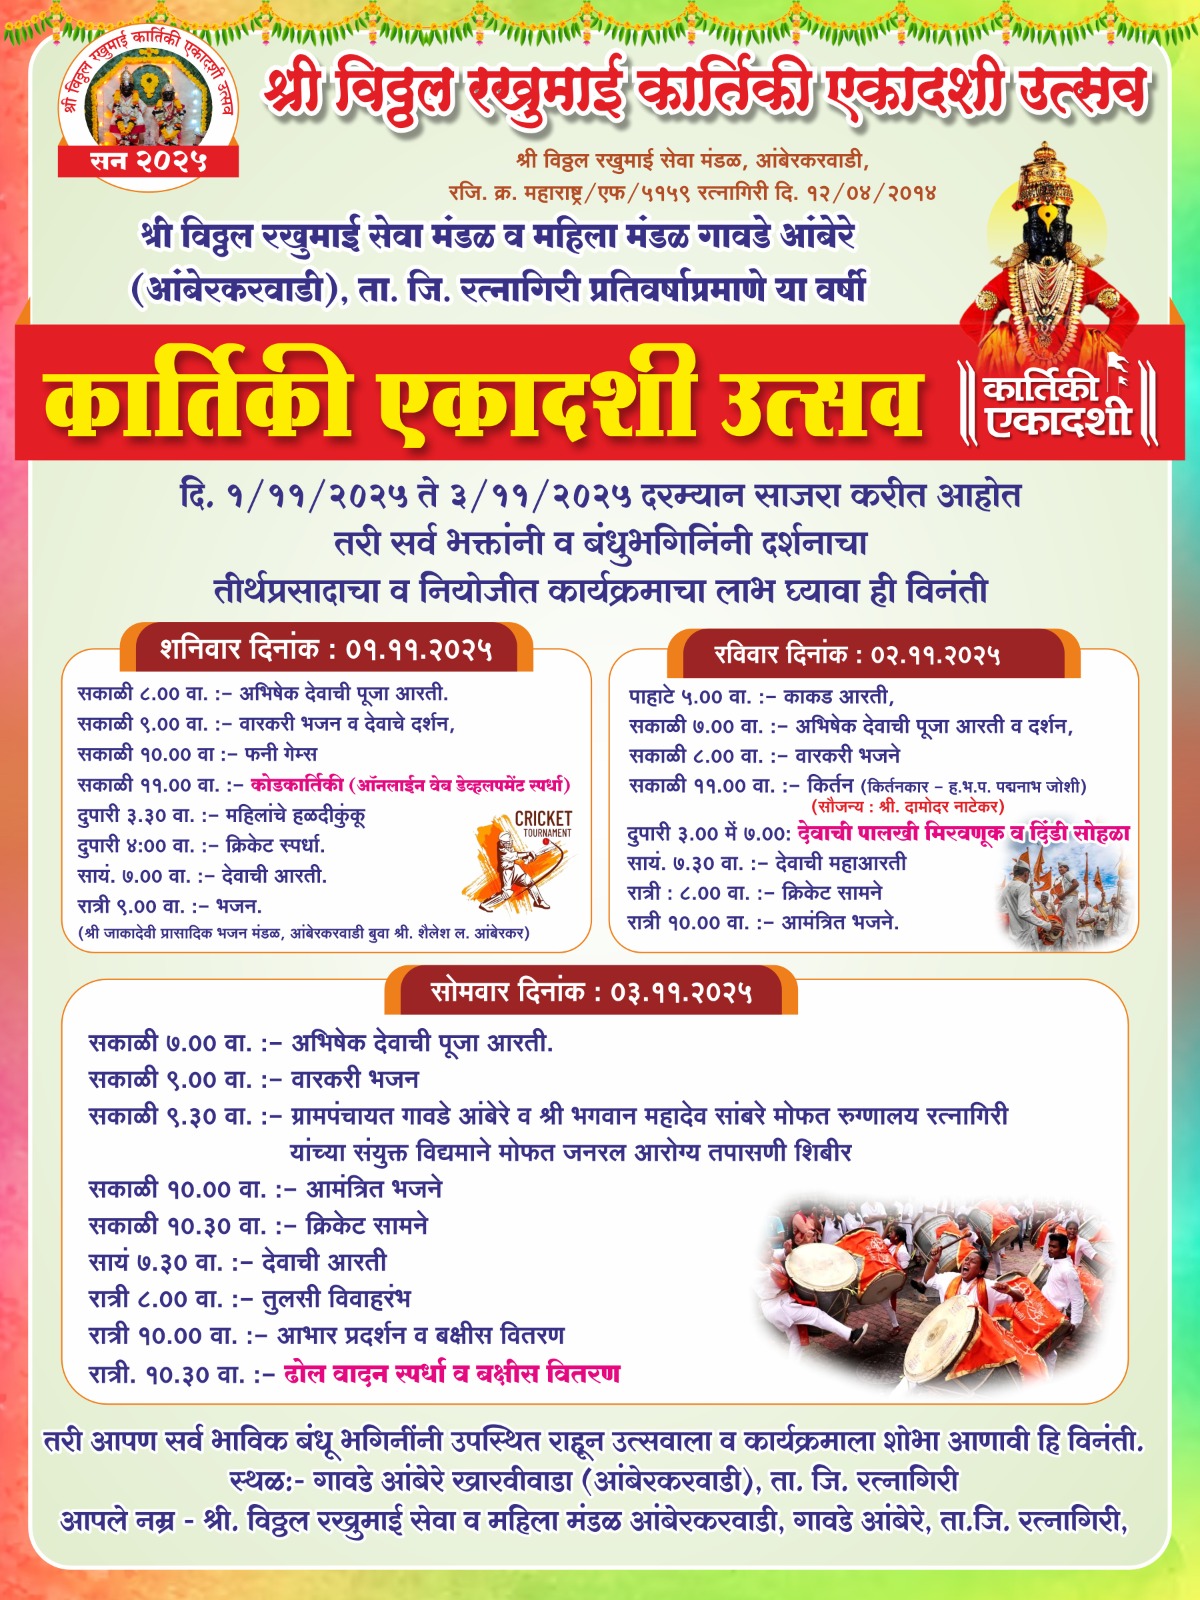 श्री विठ्ठल रखुमाई कार्तिकी एकादशी उत्सव
सन २०२५
श्री विठ्ठल रखुमाई कार्तिकी एकादशी उत्सव
श्री विठ्ठल रखुमाई सेवा मंडळ, आंबेरकरवाडी,
रजि. क्र. महाराष्ट्र/एफ/५१५९ रत्नागिरी दि. १२/०४/२०१४
श्री विठ्ठल रखुमाई सेवा मंडळ व महिला मंडळ गावडे आंबेरे
(आंबेरकरवाडी), ता. जि. रत्नागिरी प्रतिवर्षाप्रमाणे या वर्षी
कार्तिकी एकादशी उत्सव
॥ कार्तिकी
एकादशी ॥
दि. १/११/२०२५ ते ३/११/२०२५ दरम्यान साजरा करीत आहोत
तरी सर्व भक्तांनी व बंधुभगिनिंनी दर्शनाचा
तीर्थप्रसादाचा व नियोजीत कार्यक्रमाचा लाभ घ्यावा ही विनंती
शनिवार दिनांक : ०१.११.२०२५
सकाळी ८.०० वा. :- अभिषेक देवाची पूजा आरती.
सकाळी ९.०० वा. :- वारकरी भजन व देवाचे दर्शन,
सकाळी १०.०० वा :- फनी गेम्स
सकाळी ११.०० वा. :- कोडकार्तिकी (ऑनलाईन वेब डेव्हलपमेंट स्पर्धा)
दुपारी ३.३० वा. :- महिलांचे हळदीकुंकू
दुपारी ४:०० वा. :- क्रिकेट स्पर्धा.
सायं. ७.०० वा. :- देवाची आरती.
रात्री ९.०० वा. :- भजन.
(श्री जाकादेवी प्रासादिक भजन मंडळ, आंबेरकरवाडी बुवा श्री. शैलेश ल. आंबेरकर)
CRICKET
TOURNAMENT
रविवार दिनांक : ०२.११.२०२५
पाहाटे ५.०० वा. :- काकड आरती,
सकाळी ७.०० वा. :- अभिषेक देवाची पूजा आरती व दर्शन,
सकाळी ८.०० वा. :- वारकरी भजने
सकाळी ११.०० वा. :- किर्तन (किर्तनकार - ह.भ.प. पद्मनाभ जोशी)
(सौजन्य : श्री. दामोदर नाटेकर)
दुपारी ३.०० में ७.००: देवाची पालखी मिरवणूक व दिंडी सोहळा
सायं. ७.३० वा. :- देवाची महाआरती
रात्री : ८.०० वा. :- क्रिकेट सामने
रात्री १०.०० वा. :- आमंत्रित भजने.
सोमवार दिनांक : ०३.११.२०२५
सकाळी ७.०० वा. :- अभिषेक देवाची पूजा आरती.
सकाळी ९.०० वा. :- वारकरी भजन
सकाळी ९.३० वा. :- ग्रामपंचायत गावडे आंबेरे व श्री भगवान महादेव सांबरे मोफत रुग्णालय रत्नागिरी
यांच्या संयुक्त विद्यमाने मोफत जनरल आरोग्य तपासणी शिबीर
सकाळी १०.०० वा. :- आमंत्रित भजने
सकाळी १०.३० वा. :- क्रिकेट सामने
सायं ७.३० वा. :- देवाची आरती
रात्री ८.०० वा. :- तुलसी विवाहरंभ
रात्री १०.०० वा. :- आभार प्रदर्शन व बक्षीस वितरण
रात्री. १०.३० वा. :- ढोल वादन स्पर्धा व बक्षीस वितरण
तरी आपण सर्व भाविक बंधू भगिनींनी उपस्थित राहून उत्सवाला व कार्यक्रमाला शोभा आणावी हि विनंती.
स्थळ:- गावडे आंबेरे खारवीवाडा (आंबेरकरवाडी), ता. जि. रत्नागिरी
आपले नम्र - श्री. विठ्ठल रखुमाई सेवा व महिला मंडळ आंबेरकरवाडी, गावडे आंबेरे, ता.जि. रत्नागिरी,